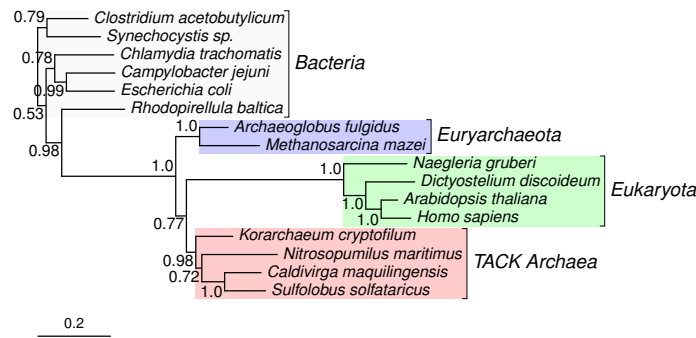 0.79
Clostridium acetobutylicum
Synechocystis sp.
0.78
Chlamydia trachomatis
Bacteria
Campylobacter jejuni
0.99
Escherichia coli
0.53
Rhodopirellula baltica
1.0
Archaeoglobus fulgidus
Euryarchaeota
0.98
Methanosarcina mazei
1.0
1.0
Naegleria gruberi
Dictyostelium discoideum
Eukaryota
1.0
Arabidopsis thaliana
1.0
Homo sapiens
0.77
Korarchaeum cryptofilum
0.98
Nitrosopumilus maritimus
TACK Archaea
0.72
Caldivirga maquilingensis
1.0
Sulfolobus solfataricus
0.2